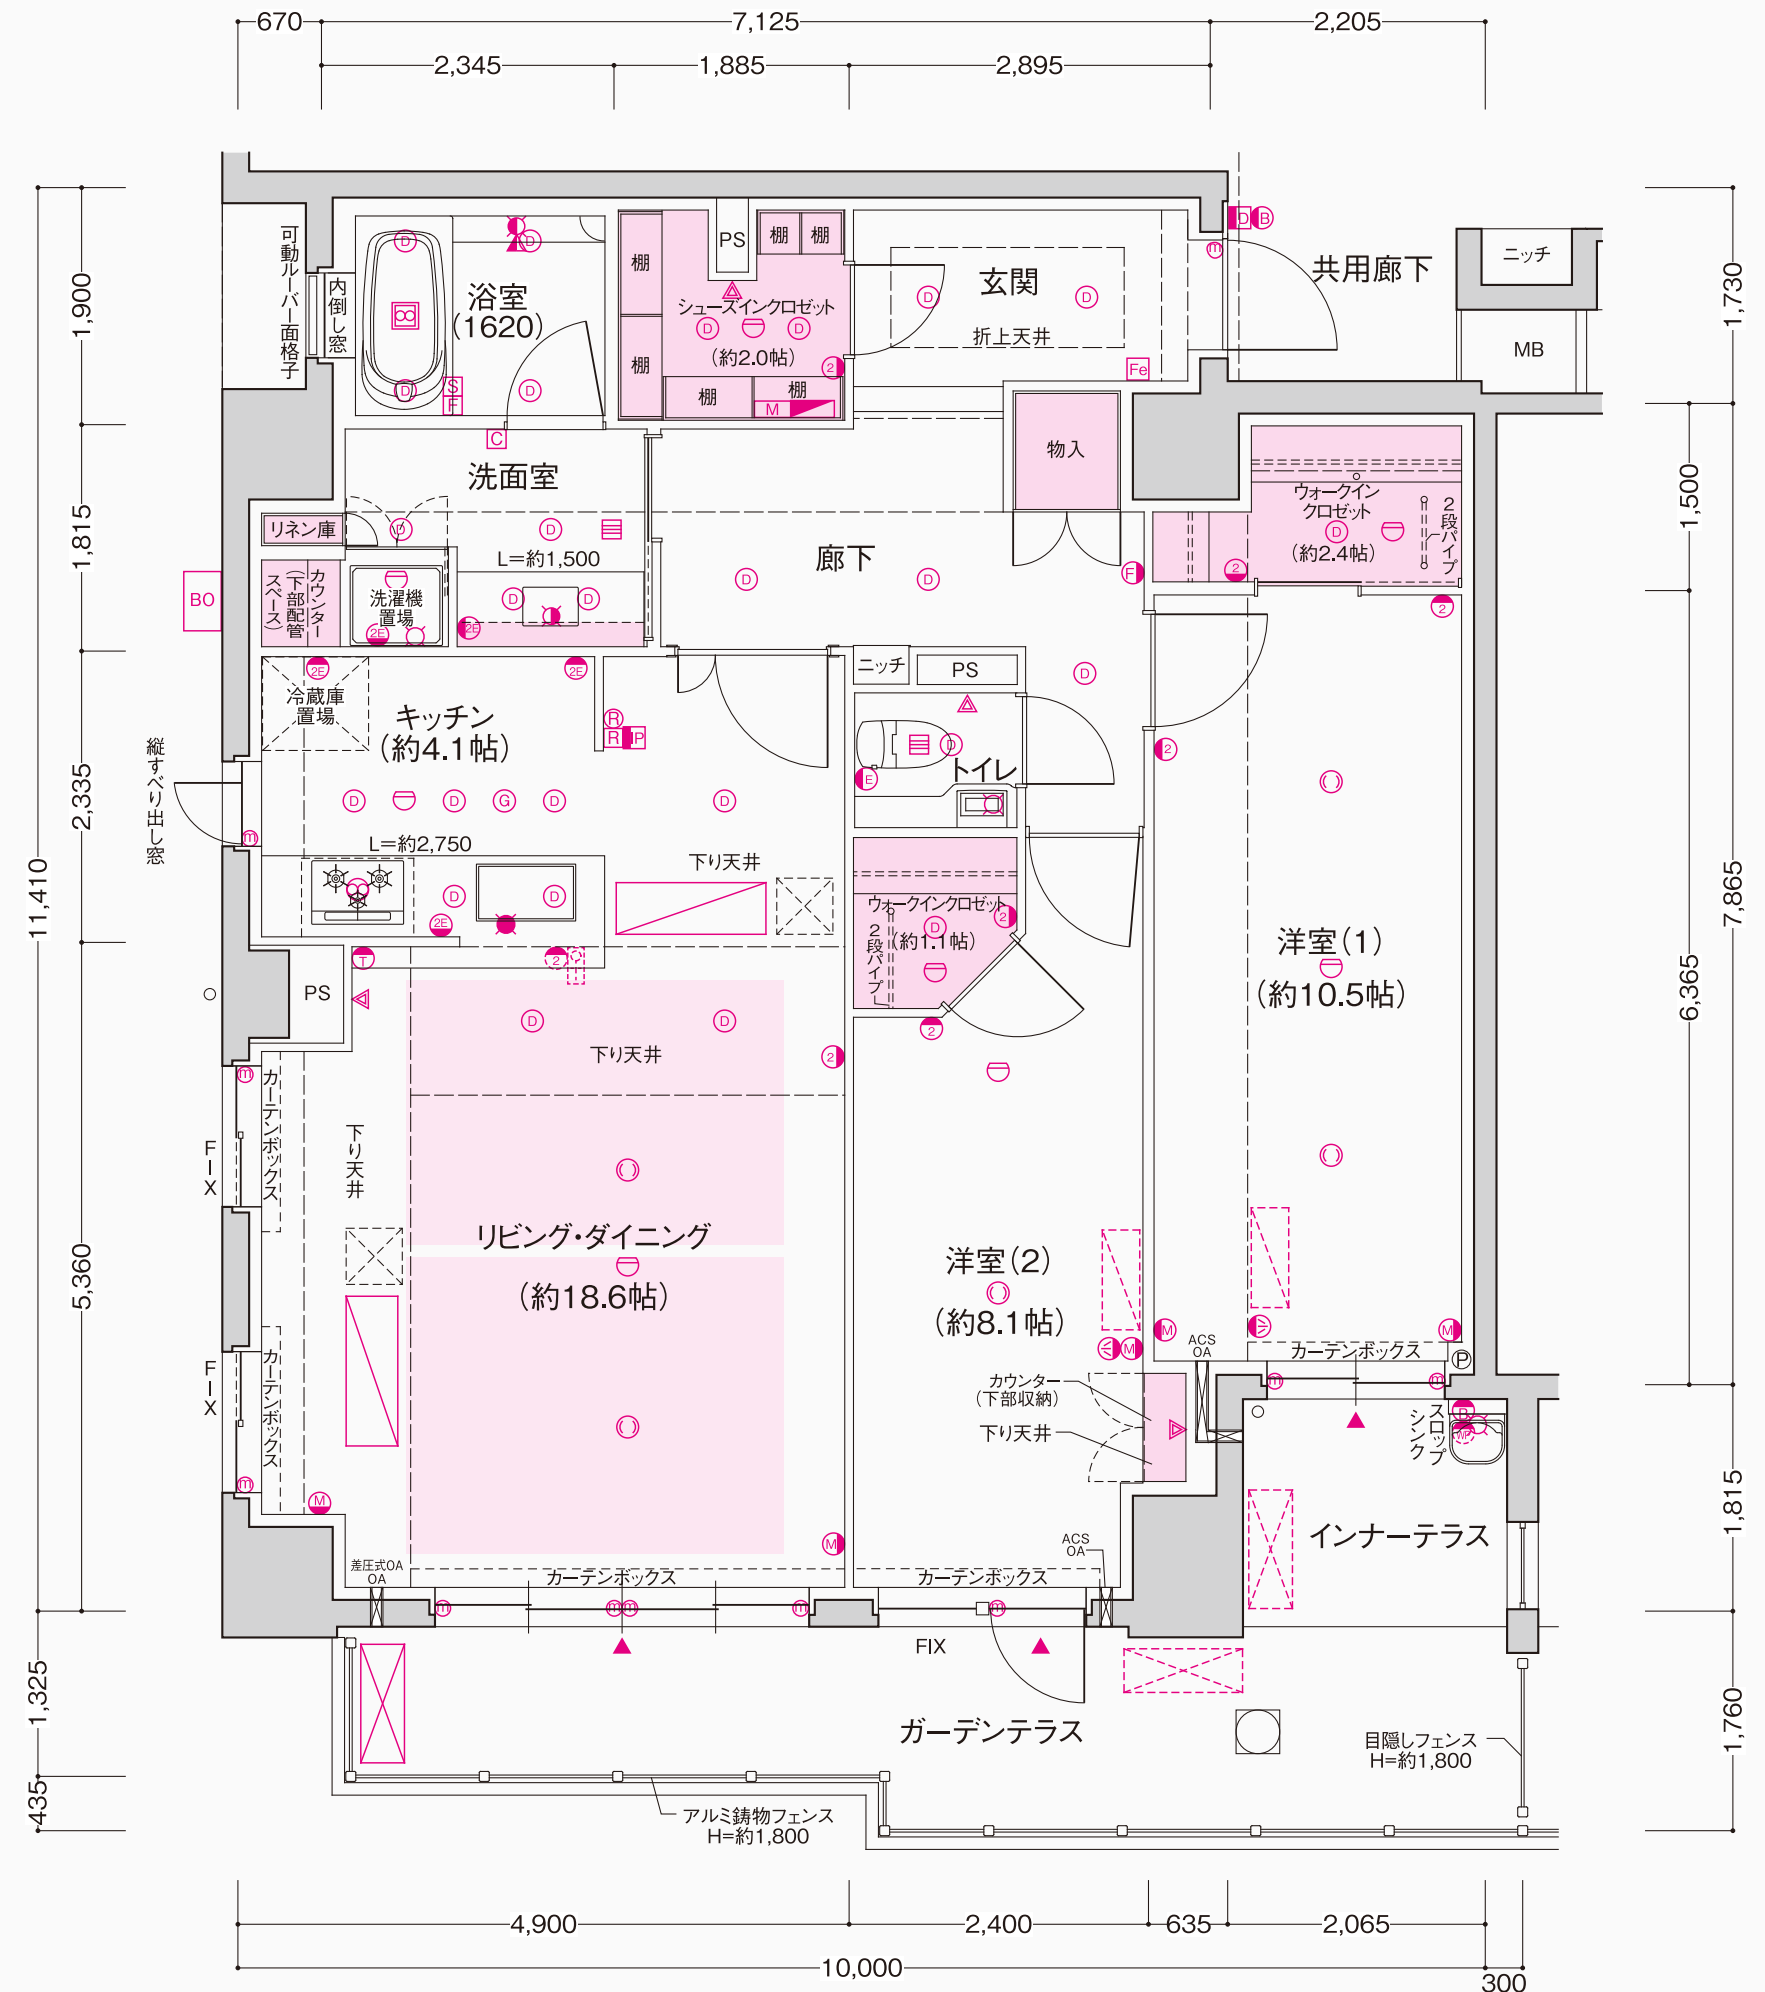 670
7,125
2,205
2,345
1,885
2,895
可動ルーバー面格子
内倒し窓
浴室
(1620)
棚
棚
PS
棚
棚
シューズインクロゼット
(約2.0帖)
棚
棚
玄関
折上天井
共用廊下
ニッチ
MB
D
B
D
D
D
D
S
F
D
D
2
M
D
D
m
Fe
C
洗面室
リネン庫
D
D
L=約1,500
カウンター
(下部配管
スペース)
洗濯機
置場
2E
D
D
2E
BO
廊下
D
D
F
物入
ウォークイン
クロゼット
D
(約2.4帖)
2段パイプ
2
2
冷蔵庫
置場
2E
2E
キッチン
(約4.1帖)
R
R
P
縦すべり出し窓
m
D
D
G
D
D
L=約2,750
D
D
2E
下り天井
ニッチ
PS
D
D
E
トイレ
2
ウォークインクロゼット
D
(約1.1帖)
2段パイプ
2
2
洋室(1)
(約10.5帖)
PS
T
2
D
D
下り天井
2
m
カーテンボックス
FIX
下り天井
リビング・ダイニング
(約18.6帖)
FIX
カーテンボックス
m
M
M
差圧式OA
OA
カーテンボックス
m
m
m
m
洋室(2)
(約8.1帖)
M
カウンター
(下部収納)
下り天井
ACS
OA
カーテンボックス
m
FIX
M
M
ACS
OA
カーテンボックス
P
m
m
スロップ
シンク
B
WP
インナーテラス
ガーデンテラス
目隠しフェンス
H=約1,800
アルミ鋳物フェンス
H=約1,800
11,410
1,900
1,815
2,335
5,360
1,325
435
1,730
1,500
7,865
6,365
1,815
1,760
4,900
2,400
635
2,065
10,000
300